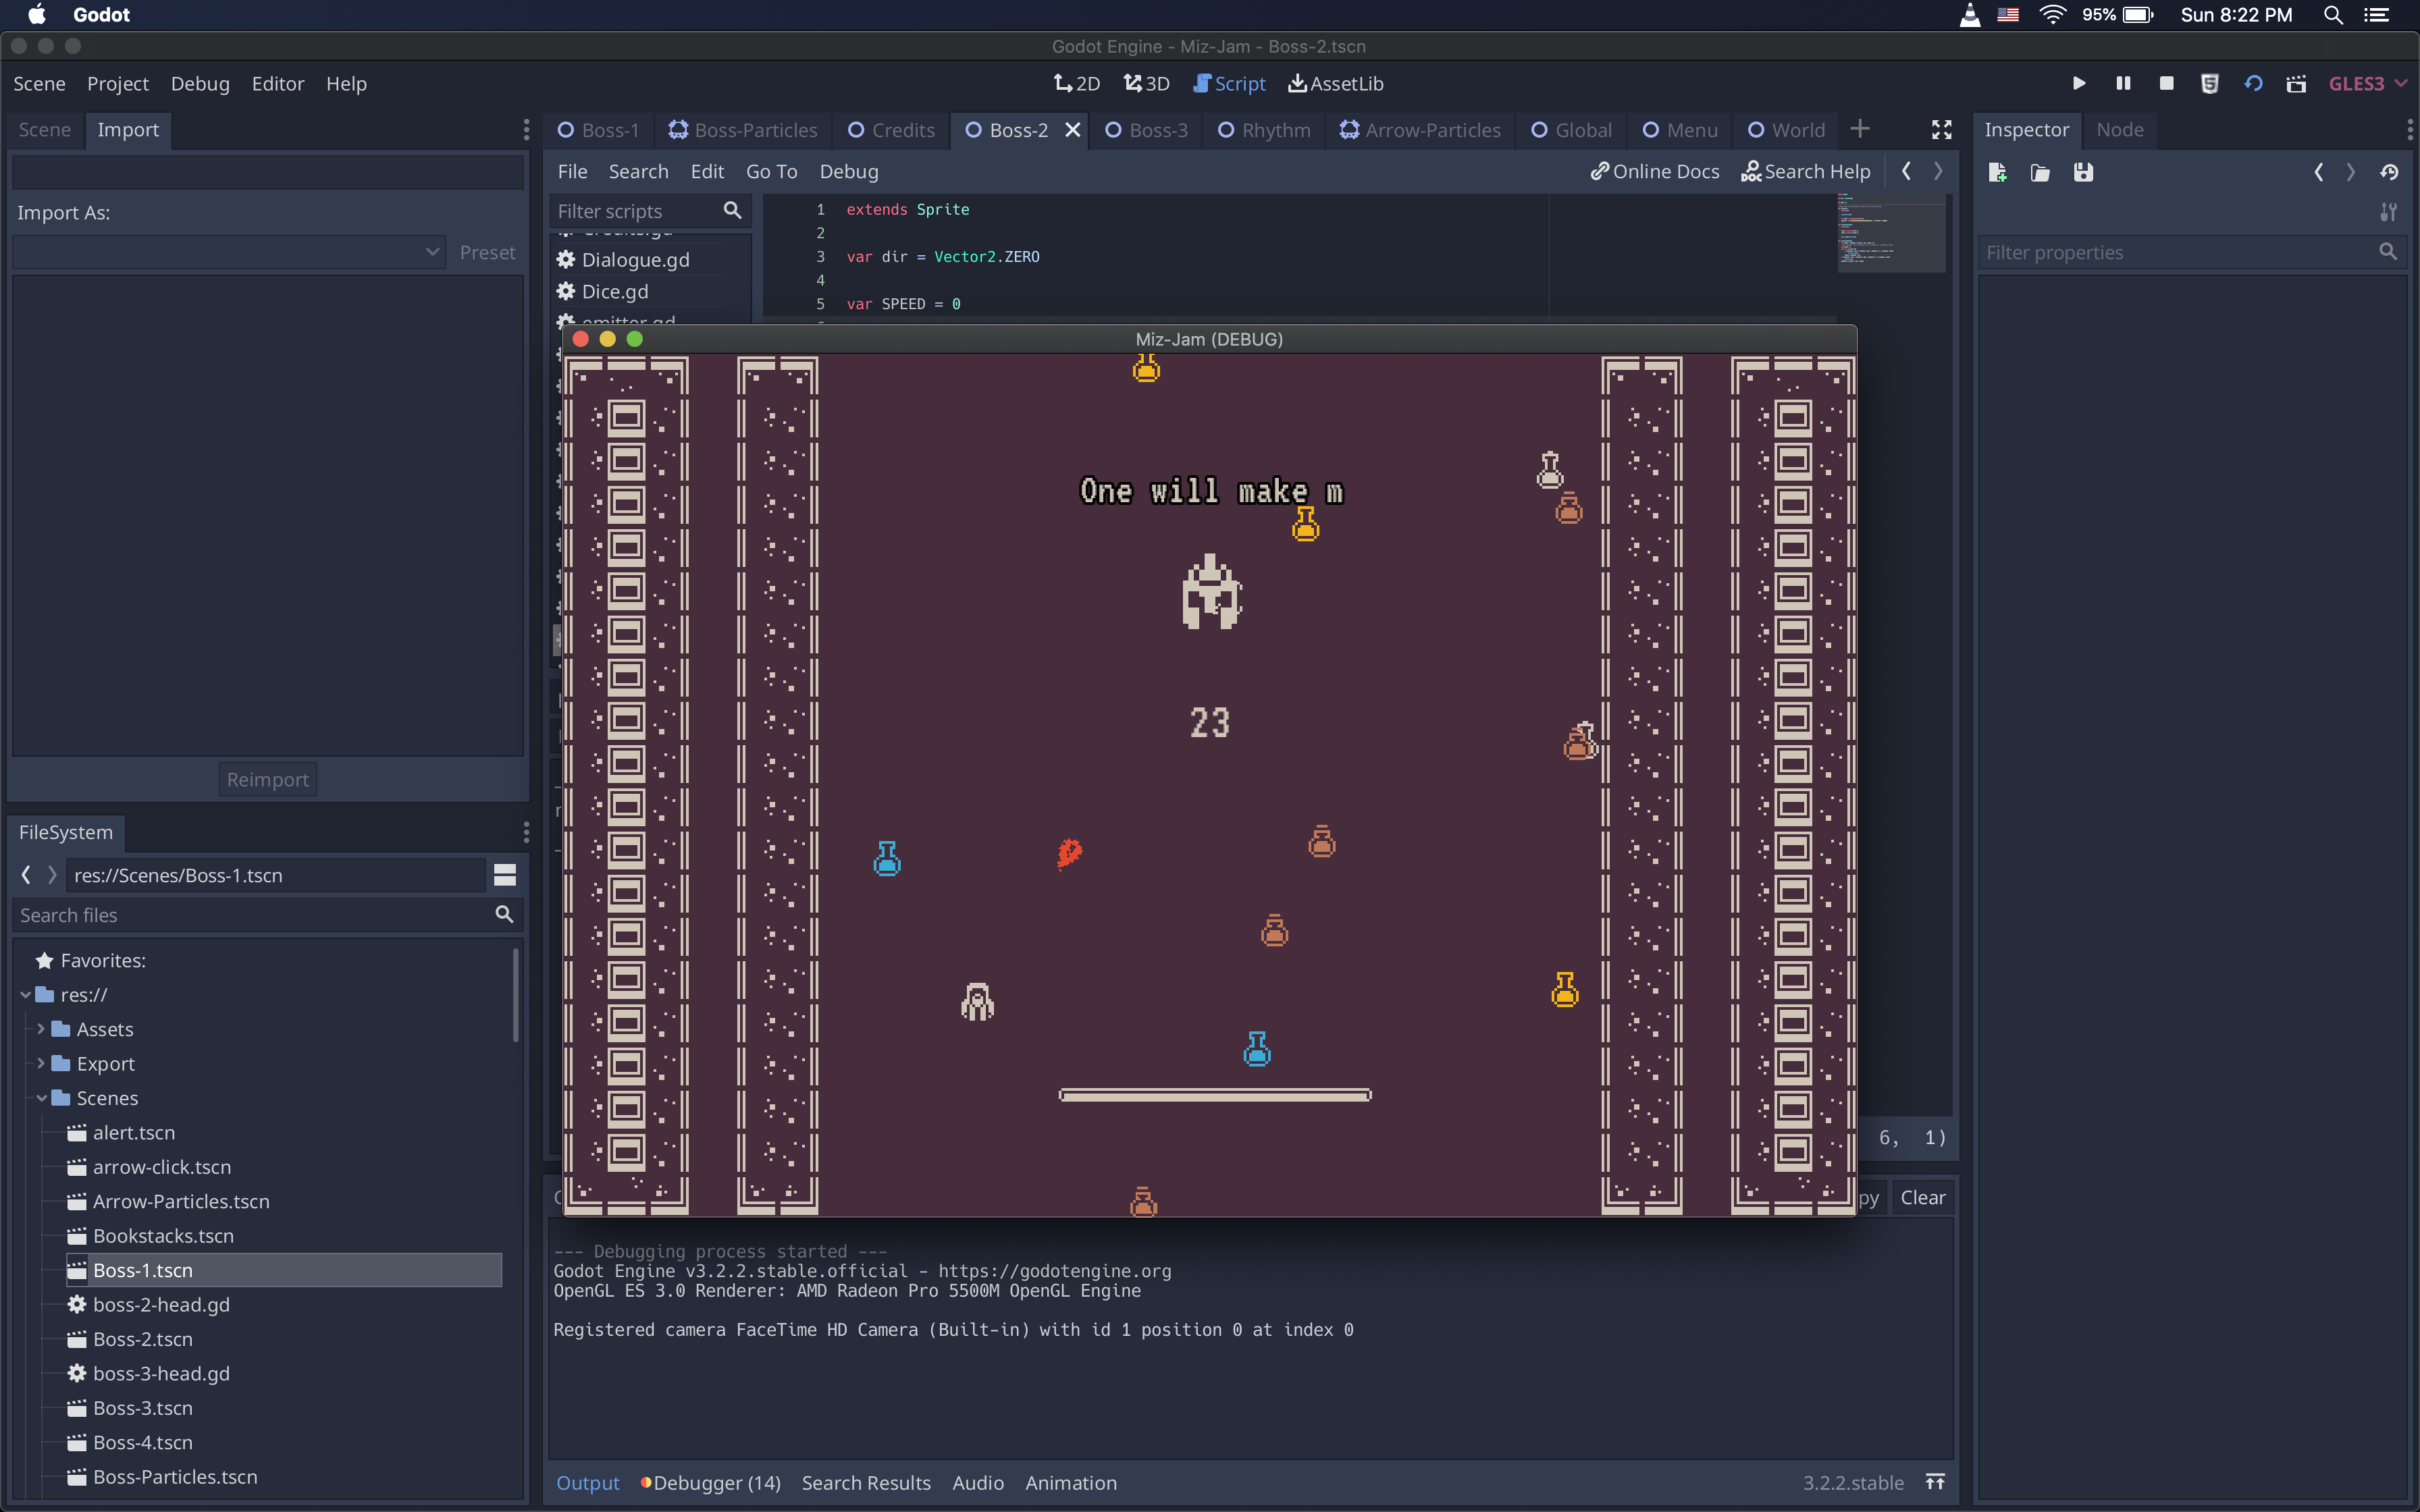 Godot
95%
Sun 8:22 PM
Godot Engine - Miz-Jam - Boss-2.tscn
Scene Project Debug Editor Help
2D 3D Script AssetLib
GLES3
Scene Import
Boss-1 Boss-Particles Credits Boss-2 Boss-3 Rhythm Arrow-Particles Global Menu World
Inspector Node
File Search Edit Go To Debug
Online Docs Search Help
Import As:
Preset
Reimport
Filter scripts
Credits.gd
Dialogue.gd
Dice.gd
emitter.gd
1 extends Sprite
2
3 var dir = Vector2.ZERO
4
5 var SPEED = 0
Filter properties
Miz-Jam (DEBUG)
One will make m
23
6, 1)
FileSystem
res://Scenes/Boss-1.tscn
Search files
Favorites:
res://
Assets
Export
Scenes
alert.tscn
arrow-click.tscn
Arrow-Particles.tscn
Bookstacks.tscn
Boss-1.tscn
boss-2-head.gd
Boss-2.tscn
boss-3-head.gd
Boss-3.tscn
Boss-4.tscn
Boss-Particles.tscn
py Clear
--- Debugging process started ---
Godot Engine v3.2.2.stable.official - https://godotengine.org
OpenGL ES 3.0 Renderer: AMD Radeon Pro 5500M OpenGL Engine
Registered camera FaceTime HD Camera (Built-in) with id 1 position 0 at index 0
Output Debugger (14) Search Results Audio Animation
3.2.2.stable